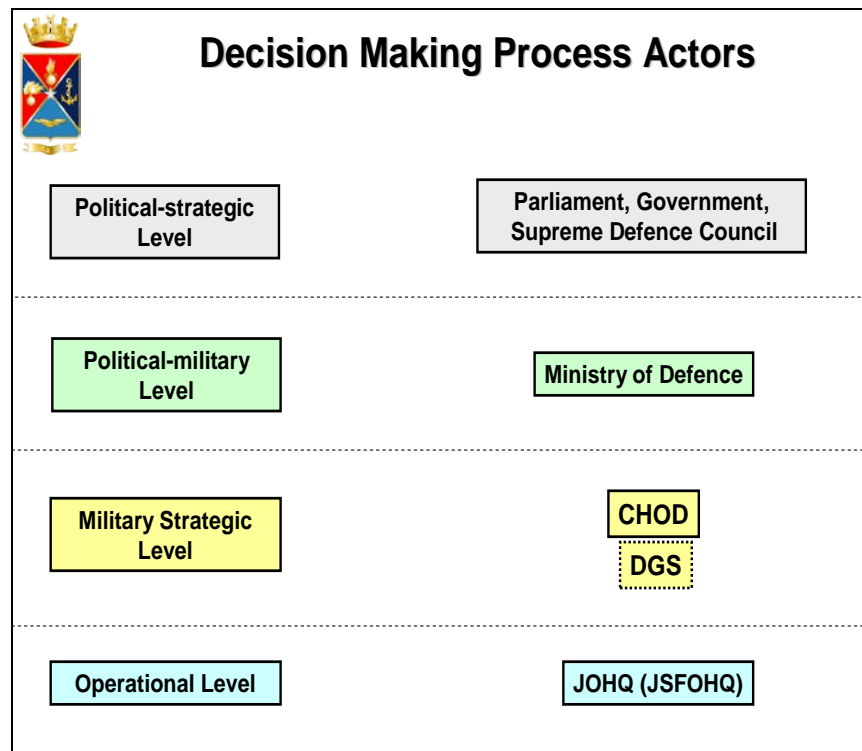 Decision Making Process Actors
Political-strategic
Level
Parliament, Government,
Supreme Defence Council
Political-military
Level
Ministry of Defence
Military Strategic
Level
CHOD
DGS
Operational Level
JOHQ (JSFOHQ)